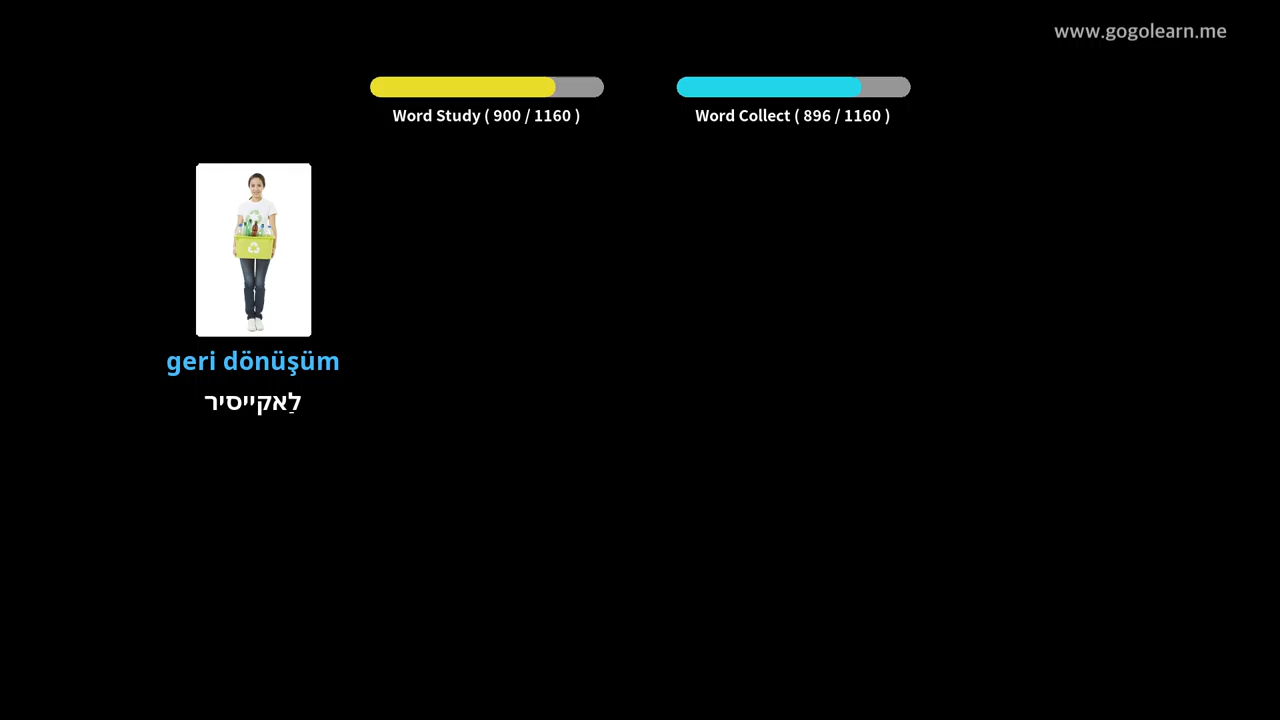 www.gogolearn.me
Word Study ( 900 / 1160 )
Word Collect ( 896 / 1160 )
geri dönüşüm
לַאקייסיר